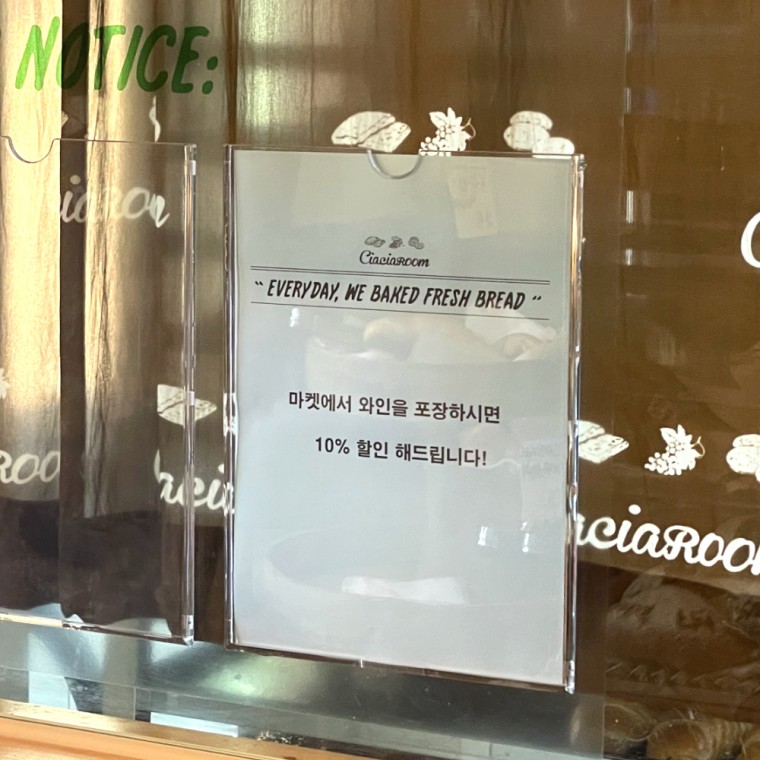 NOTICE:
CiaciaRoom
“ EVERYDAY, WE BAKED FRESH BREAD “
마켓에서 와인을 포장하시면
10% 할인 해드립니다!
aciaRoo